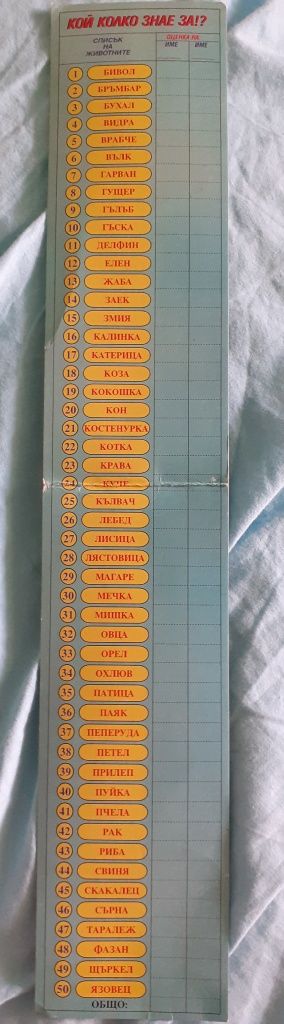 КОЙ КОЛКО ЗНАЕ ЗА!?
СПИСЪК НА ЖИВОТНИТЕ
ОЦЕНКА НА:
ИМЕ ИМЕ
1 БИВОЛ
2 БРЪМБАР
3 БУХАЛ
4 ВИДРА
5 ВРАБЧЕ
6 ВЪЛК
7 ГАРВАН
8 ГУЩЕР
9 ГЪЛЪБ
10 ГЪСКА
11 ДЕЛФИН
12 ЕЛЕН
13 ЖАБА
14 ЗАЕК
15 ЗМИЯ
16 КАЛИНКА
17 КАТЕРИЦА
18 КОЗА
19 КОКОШКА
20 КОН
21 КОСТЕНУРКА
22 КОТКА
23 КРАВА
24 КУЧЕ
25 КЪЛВАЧ
26 ЛЕБЕД
27 ЛИСИЦА
28 ЛЯСТОВИЦА
29 МАГАРЕ
30 МЕЧКА
31 МИШКА
32 ОВЦА
33 ОРЕЛ
34 ОХЛЮВ
35 ПАТИЦА
36 ПАЯК
37 ПЕПЕРУДА
38 ПЕТЕЛ
39 ПРИЛЕП
40 ПУЙКА
41 ПЧЕЛА
42 РАК
43 РИБА
44 СВИНЯ
45 СКАКАЛЕЦ
46 СЪРНА
47 ТАРАЛЕЖ
48 ФАЗАН
49 ЩЪРКЕЛ
50 ЯЗОВЕЦ
ОБЩО: